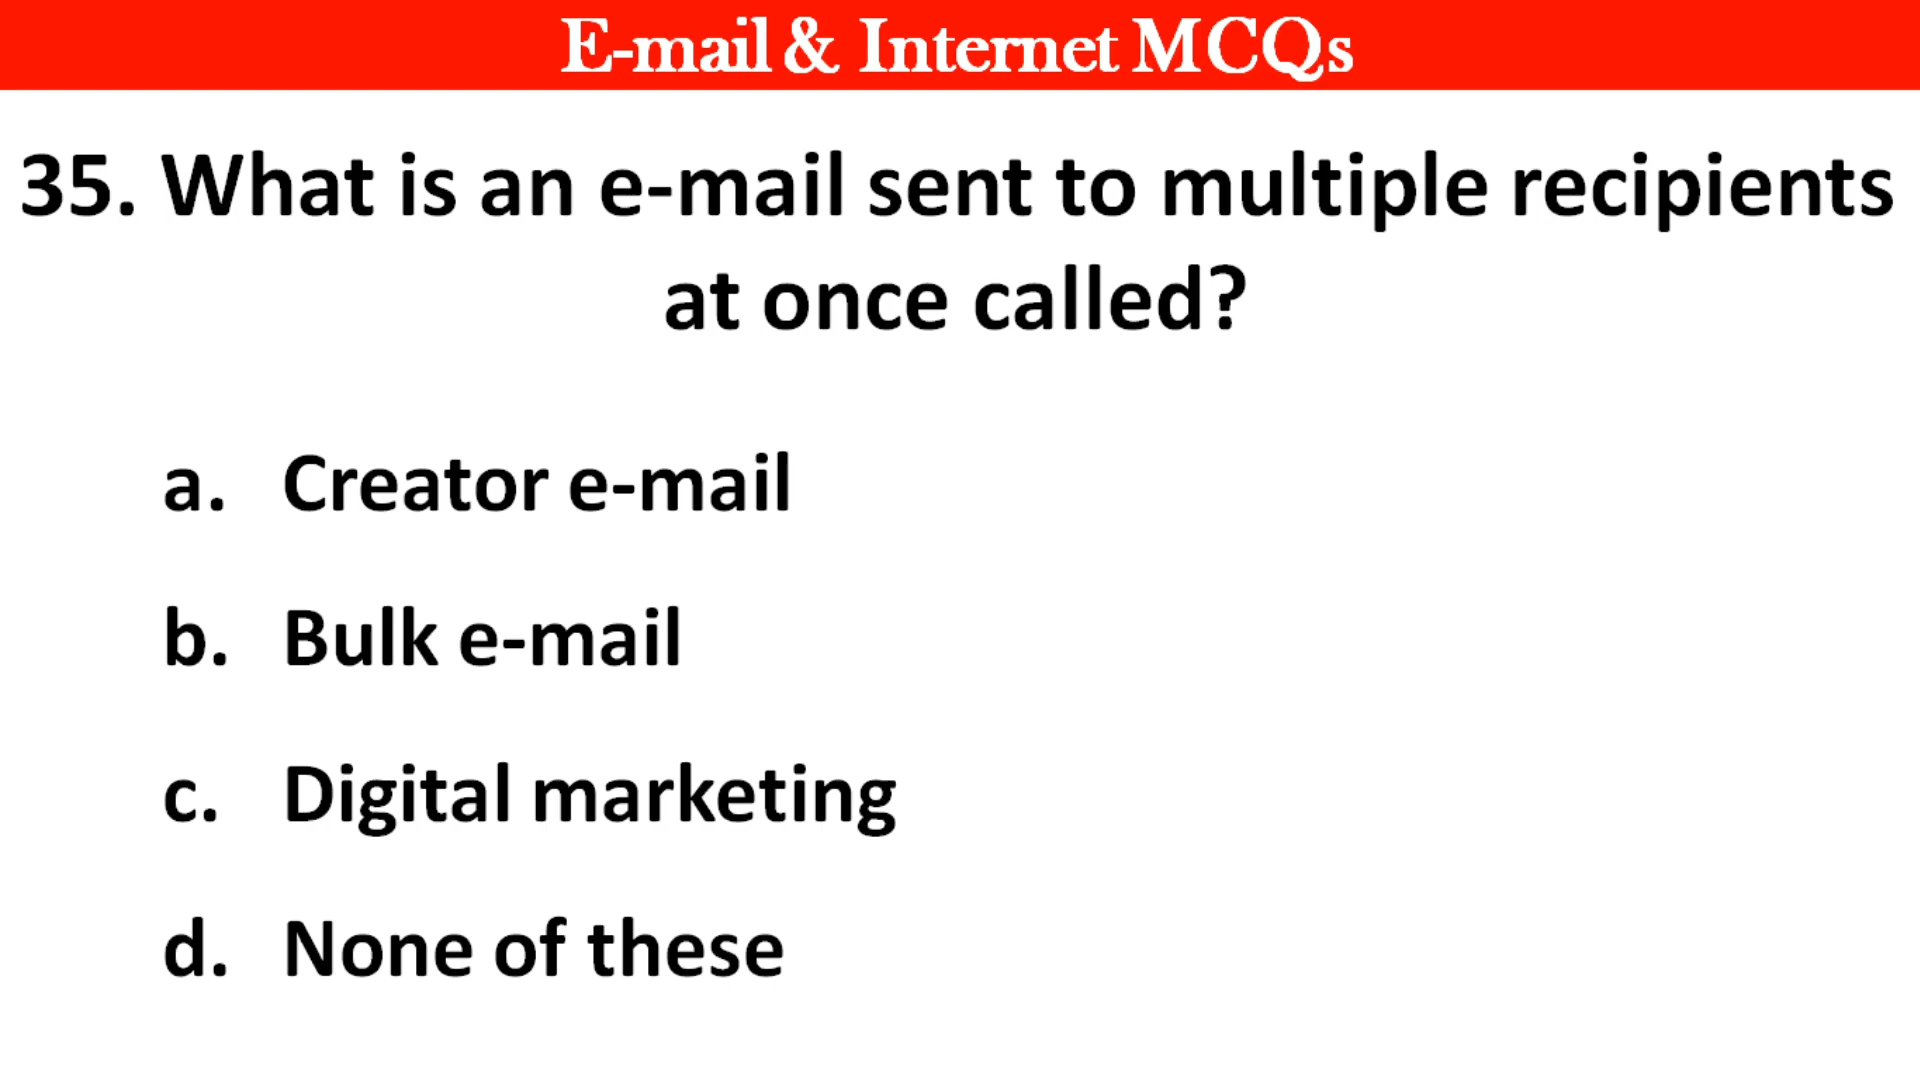 E-mail & Internet MCQs
35. What is an e-mail sent to multiple recipients
at once called?
a. Creator e-mail
b. Bulk e-mail
c. Digital marketing
d. None of these